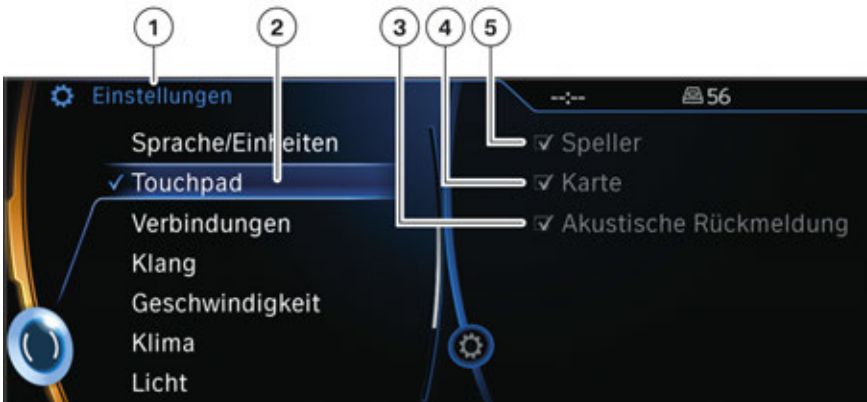 1 2 3 4 5
Einstellungen --:-- 56
Sprache/Einheiten Speller
Touchpad Karte
Verbindungen Akustische Rückmeldung
Klang
Geschwindigkeit
Klima
Licht